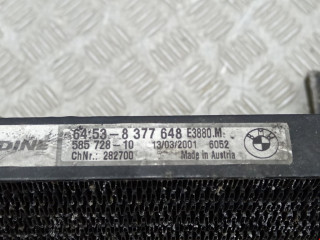 64.53-8 377 648 E3880.M
DINE 585 728-10 13/03/2001 6052
ChNr.: 282700 Made in Austria
BMW